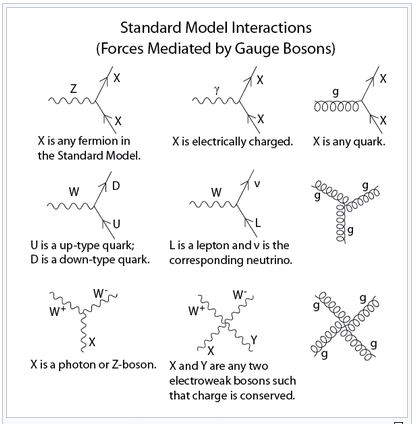 Standard Model Interactions
(Forces Mediated by Gauge Bosons)
Z X X
γ X X
g X X
X is any fermion in
the Standard Model.
X is electrically charged.
X is any quark.
W D U
W ν L
g g g
U is a up-type quark;
D is a down-type quark.
L is a lepton and ν is the
corresponding neutrino.
W+ W- X
W+ W- X Y
g g g g
X is a photon or Z-boson.
X and Y are any two
electroweak bosons such
that charge is conserved.